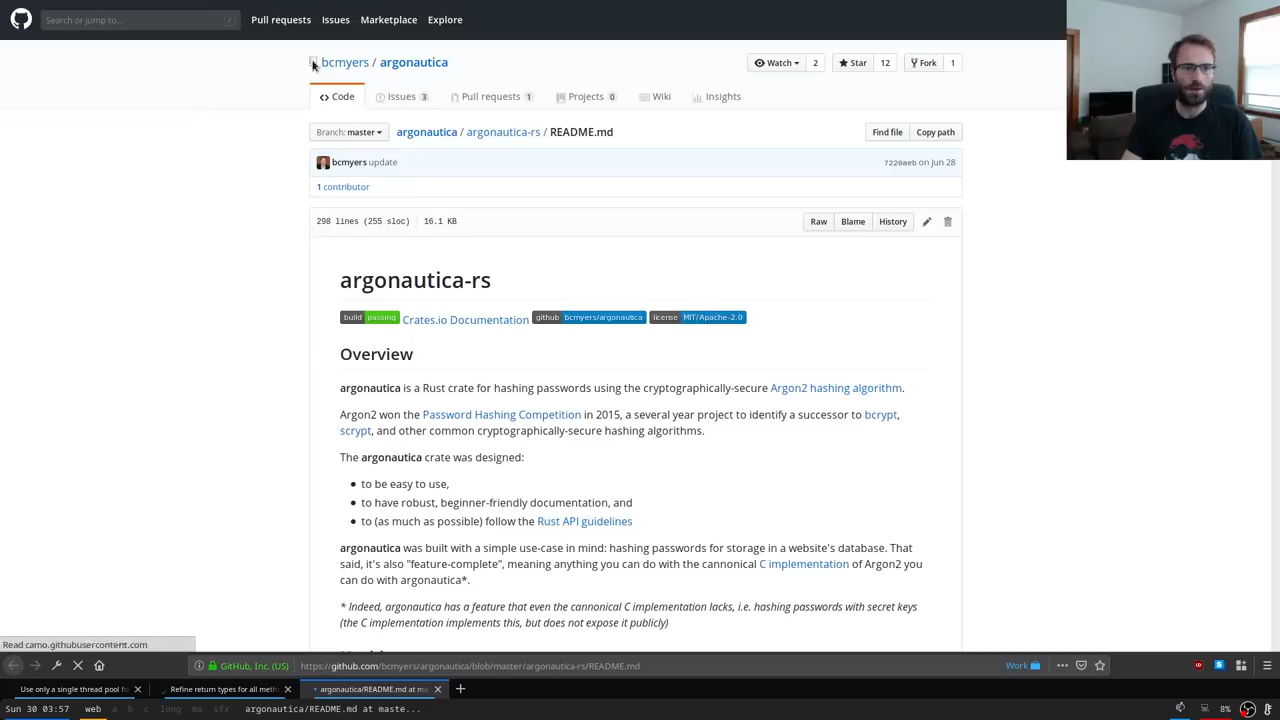 Search or jump to...
/
Pull requests
Issues
Marketplace
Explore
bcmyers / argonautica
Watch
2
Star
12
Fork
1
Code
Issues 3
Pull requests 1
Projects 0
Wiki
Insights
Branch: master
argonautica / argonautica-rs / README.md
Find file
Copy path
bcmyers update
7220aeb on Jun 28
1 contributor
298 lines (255 sloc)
16.1 KB
Raw
Blame
History
argonautica-rs
build passing
Crates.io
Documentation
github bcmyers/argonautica
license MIT/Apache-2.0
Overview
argonautica is a Rust crate for hashing passwords using the cryptographically-secure Argon2 hashing algorithm.
Argon2 won the Password Hashing Competition in 2015, a several year project to identify a successor to bcrypt,
scrypt, and other common cryptographically-secure hashing algorithms.
The argonautica crate was designed:
• to be easy to use,
• to have robust, beginner-friendly documentation, and
• to (as much as possible) follow the Rust API guidelines
argonautica was built with a simple use-case in mind: hashing passwords for storage in a website's database. That
said, it's also "feature-complete", meaning anything you can do with the cannonical C implementation of Argon2 you
can do with argonautica*.
* Indeed, argonautica has a feature that even the cannonical C implementation lacks, i.e. hashing passwords with secret keys
(the C implementation implements this, but does not expose it publicly)
Read camo.githubusercontent.com
GitHub, Inc. (US)
https://github.com/bcmyers/argonautica/blob/master/argonautica-rs/README.md
Work
Use only a single thread pool fo
Refine return types for all meth
argonautica/README.md at mas
Sun 30 03:57
web
a
b
c
long
mx
sfx
argonautica/README.md at maste...
8%